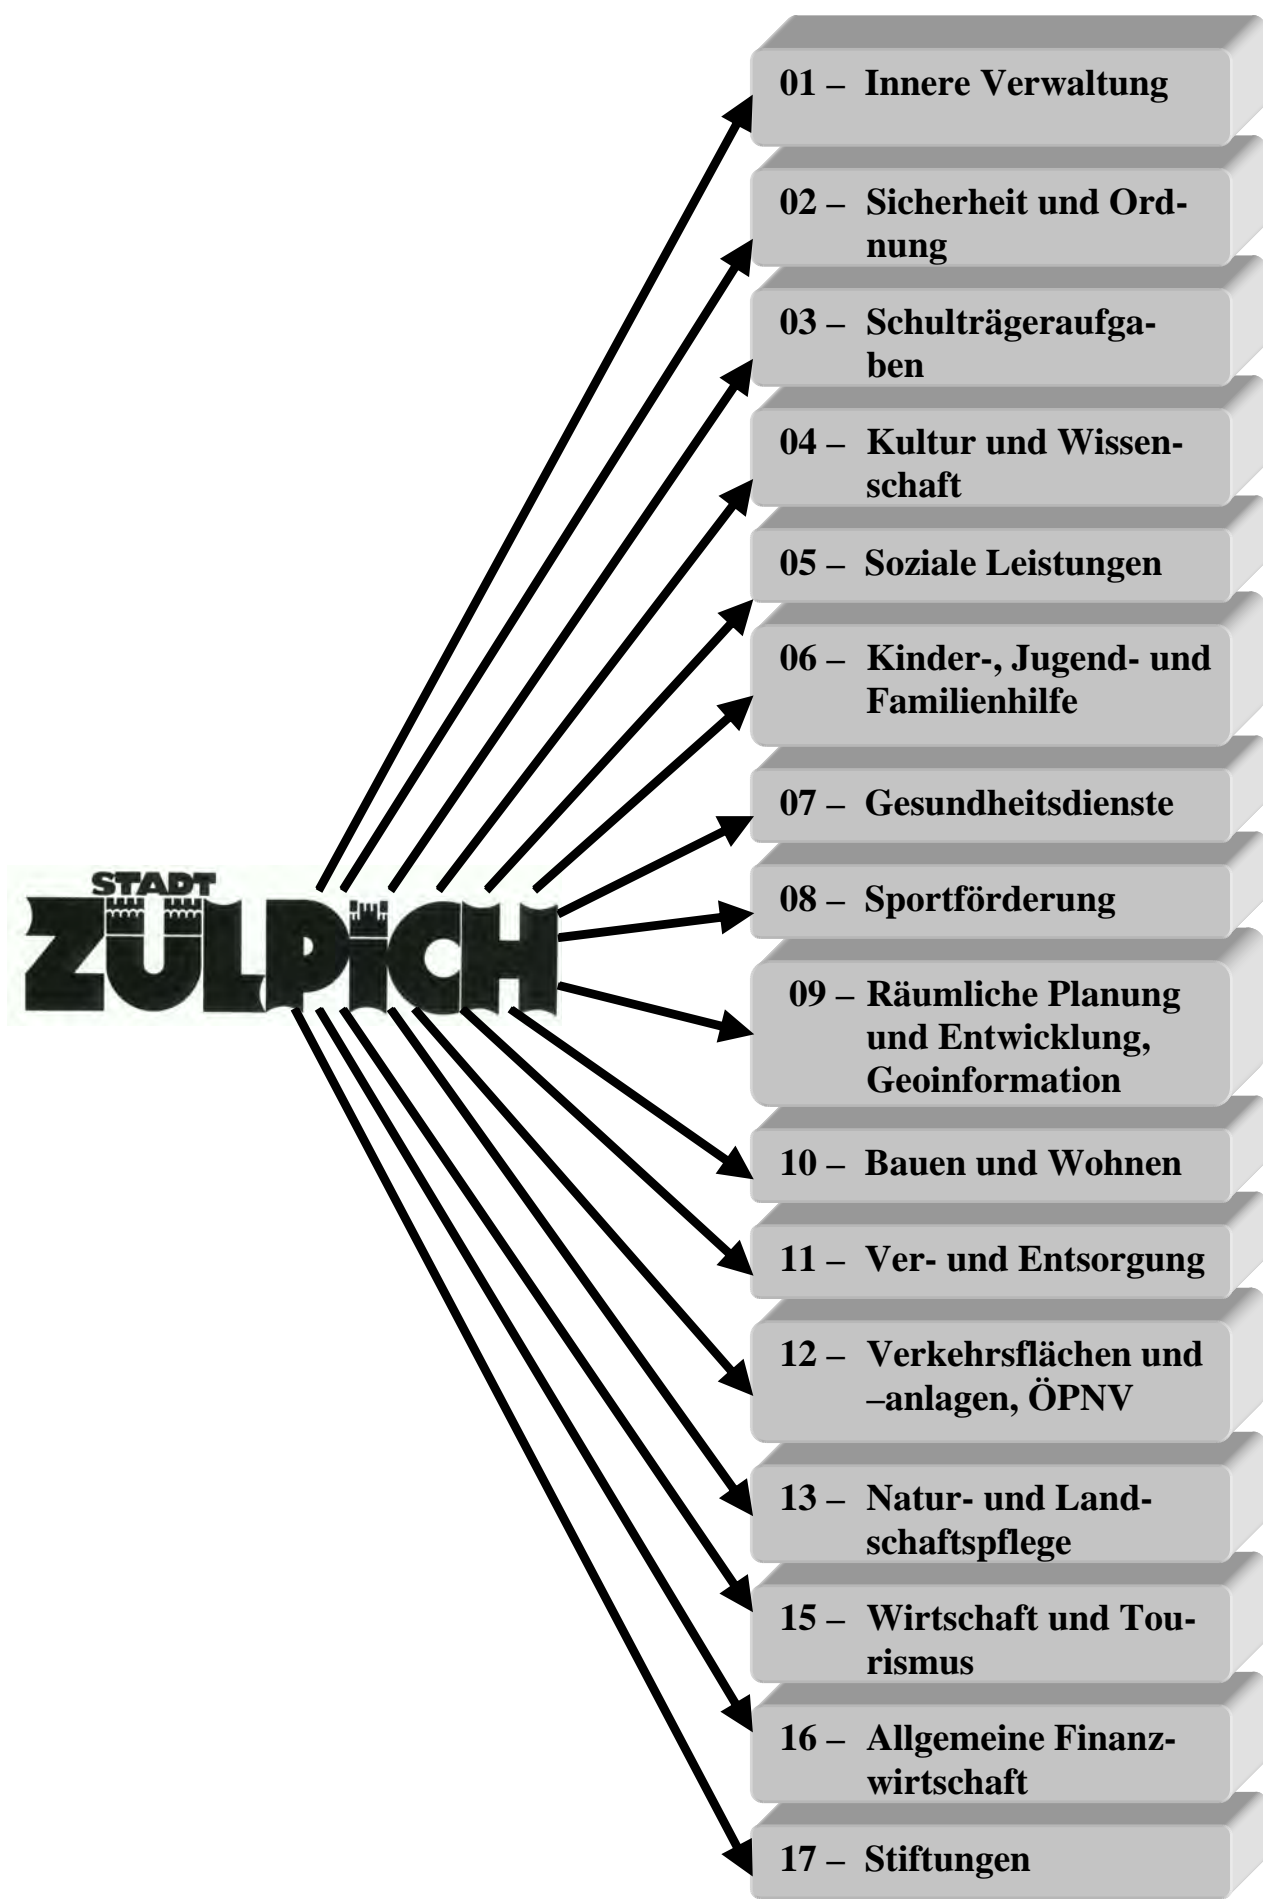 01 – Innere Verwaltung
02 – Sicherheit und Ord-
nung
03 – Schulträgeraufga-
ben
04 – Kultur und Wissen-
schaft
05 – Soziale Leistungen
06 – Kinder-, Jugend- und
Familienhilfe
07 – Gesundheitsdienste
STADT
ZÜLPICH
08 – Sportförderung
09 – Räumliche Planung
und Entwicklung,
Geoinformation
10 – Bauen und Wohnen
11 – Ver- und Entsorgung
12 – Verkehrsflächen und
–anlagen, ÖPNV
13 – Natur- und Land-
schaftspflege
15 – Wirtschaft und Tou-
rismus
16 – Allgemeine Finanz-
wirtschaft
17 – Stiftungen